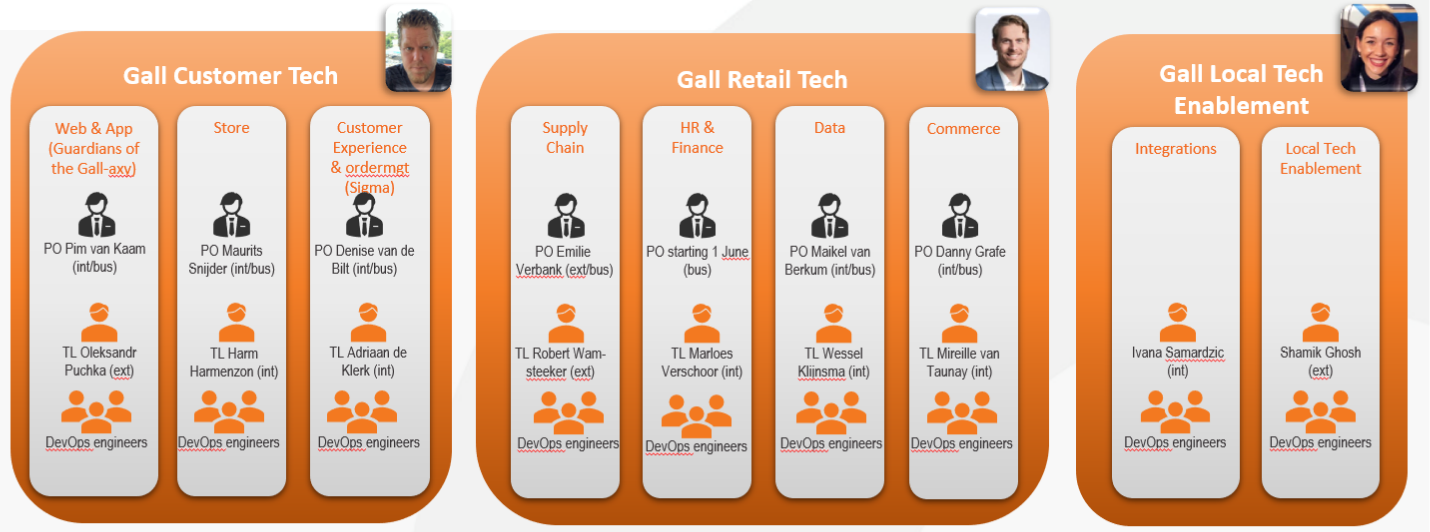 Gall Customer Tech
Web & App
(Guardians of
the Gall-axy)
PO Pim van Kaam
(int/bus)
TL Oleksandr
Puchka (ext)
DevOps engineers
Store
PO Maurits
Snijder (int/bus)
TL Harm
Harmenzon (int)
DevOps engineers
Customer
Experience
& ordermgt
(Sigma)
PO Denise van de
Bilt (int/bus)
TL Adriaan de
Klerk (int)
DevOps engineers
Gall Retail Tech
Supply
Chain
PO Emilie
Verbank (ext/bus)
TL Robert Wam-
steeker (ext)
DevOps engineers
HR &
Finance
PO starting 1 June
(bus)
TL Marloes
Verschoor (int)
DevOps engineers
Data
PO Maikel van
Berkum (int/bus)
TL Wessel
Klijnsma (int)
DevOps engineers
Commerce
PO Danny Grafe
(int/bus)
TL Mireille van
Taunay (int)
DevOps engineers
Gall Local Tech
Enablement
Integrations
Ivana Samardzic
(int)
DevOps engineers
Local Tech
Enablement
Shamik Ghosh
(ext)
DevOps engineers